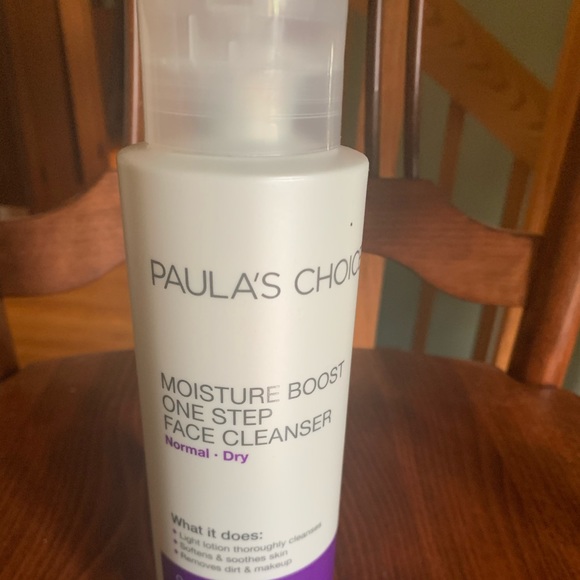 PAULA'S CHOIC
MOISTURE BOOST
ONE STEP
FACE CLEANSER
Normal · Dry
What it does:
• Light lotion thoroughly cleanses
• Softens & soothes skin
• Removes dirt & makeup